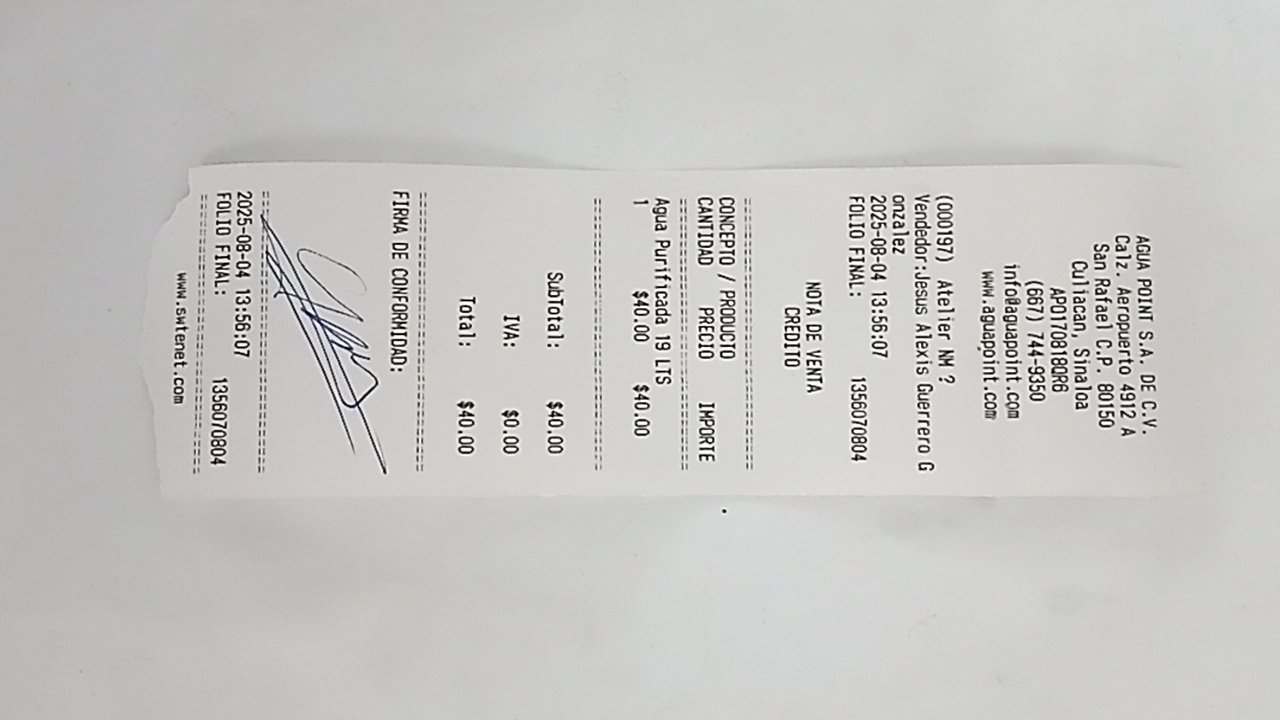 AGUA POINT S.A. DE C.V.
Calz. Aeropuerto 4912 A
San Rafael C.P. 80150
Culiacan, Sinaloa
APO170818QR6
(667) 744-9350
info@aguapoint.com
www.aguapoint.com
(000197) Atelier NM ?
Vendedor:Jesus Alexis Guerrero G
onzalez
2025-08-04 13:56:07
FOLIO FINAL: 1356070804
NOTA DE VENTA
CREDITO
CONCEPTO / PRODUCTO
CANTIDAD PRECIO IMPORTE
Agua Purificada 19 LTS
1 $40.00 $40.00
SubTotal: $40.00
IVA: $0.00
Total: $40.00
FIRMA DE CONFORMIDAD:
2025-08-04 13:56:07
FOLIO FINAL: 1356070804
www.swtenet.com